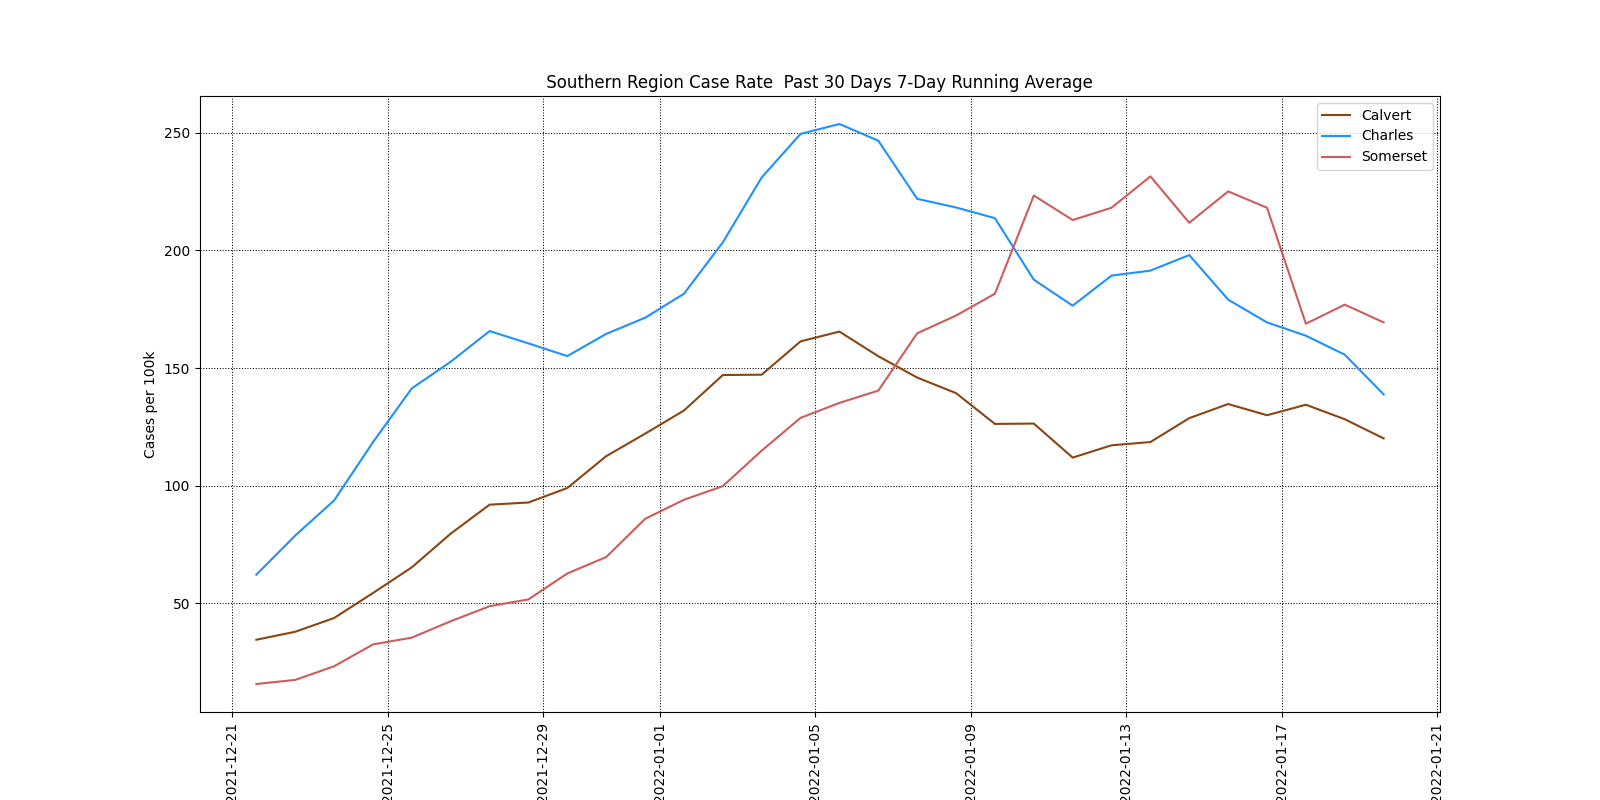 Southern Region Case Rate  Past 30 Days 7-Day Running Average
Calvert
Charles
Somerset
Cases per 100k
250
200
150
100
50
2021-12-21
2021-12-25
2021-12-29
2022-01-01
2022-01-05
2022-01-09
2022-01-13
2022-01-17
2022-01-21